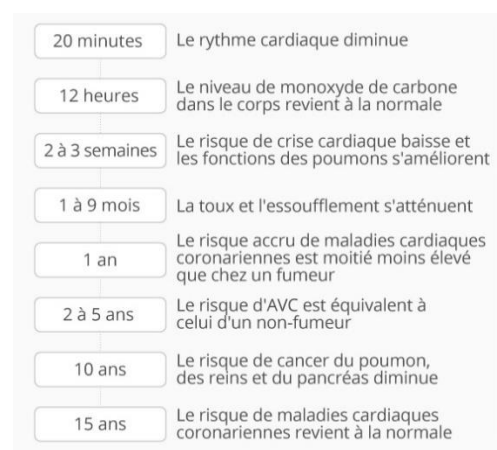 20 minutes
Le rythme cardiaque diminue
12 heures
Le niveau de monoxyde de carbone
dans le corps revient à la normale
2 à 3 semaines
Le risque de crise cardiaque baisse et
les fonctions des poumons s'améliorent
1 à 9 mois
La toux et l'essoufflement s'atténuent
1 an
Le risque accru de maladies cardiaques
coronariennes est moitié moins élevé
que chez un fumeur
2 à 5 ans
Le risque d'AVC est équivalent à
celui d'un non-fumeur
10 ans
Le risque de cancer du poumon,
des reins et du pancréas diminue
15 ans
Le risque de maladies cardiaques
coronariennes revient à la normale